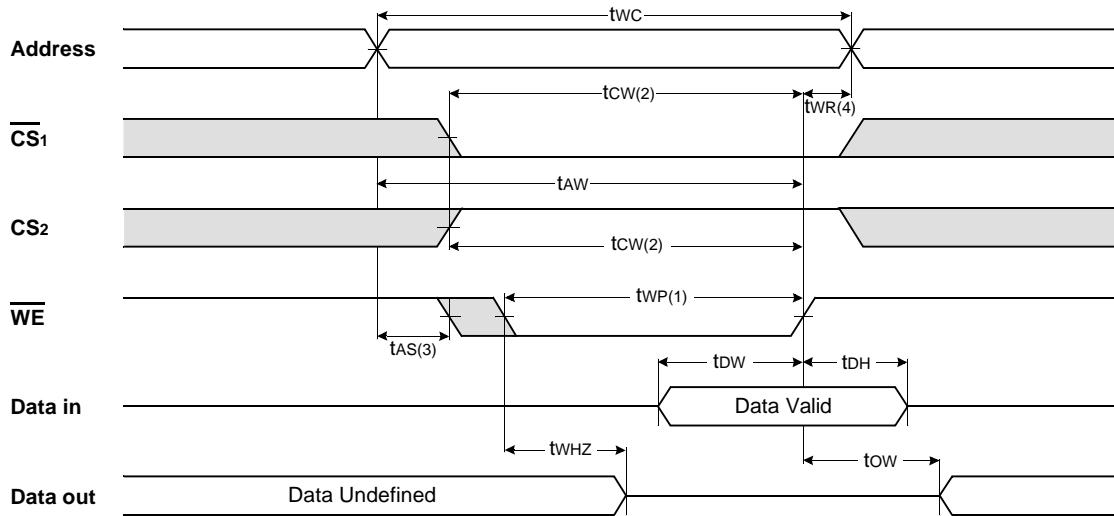 tWC
Address
tCW(2)
tWR(4)
CS1
tAW
CS2
tCW(2)
tWP(1)
WE
tAS(3)
tDW
tDH
Data in
Data Valid
tWHZ
tOW
Data out
Data Undefined